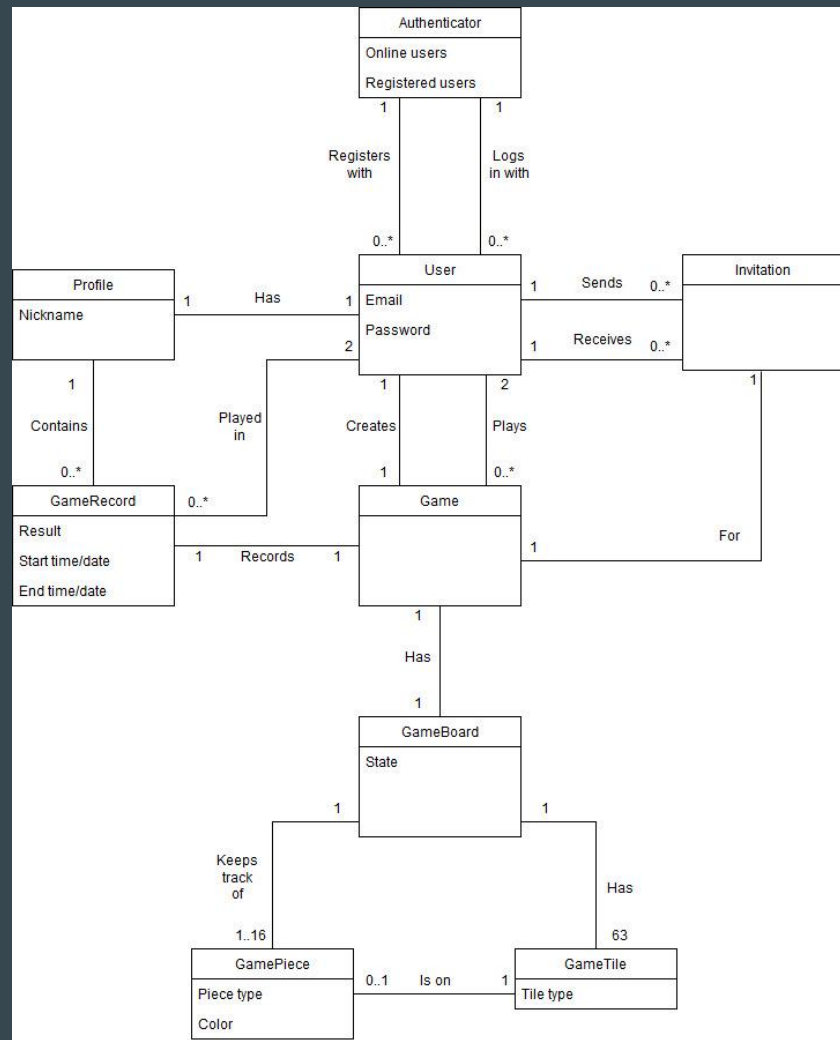 Authenticator
Online users
Registered users
1
1
Registers
with
Logs
in with
0..*
0..*
Profile
Nickname
1
Has
1
User
Email
Password
1
Sends
0..*
1
Receives
0..*
Invitation
2
1
Contains
0..*
Played
in
0..*
1
Creates
1
2
Plays
0..*
1
For
1
GameRecord
Result
Start time/date
End time/date
1
Records
1
Game
1
Has
1
GameBoard
State
1
1
Keeps
track
of
1..16
Has
63
GamePiece
Piece type
Color
0..1
Is on
1
GameTile
Tile type